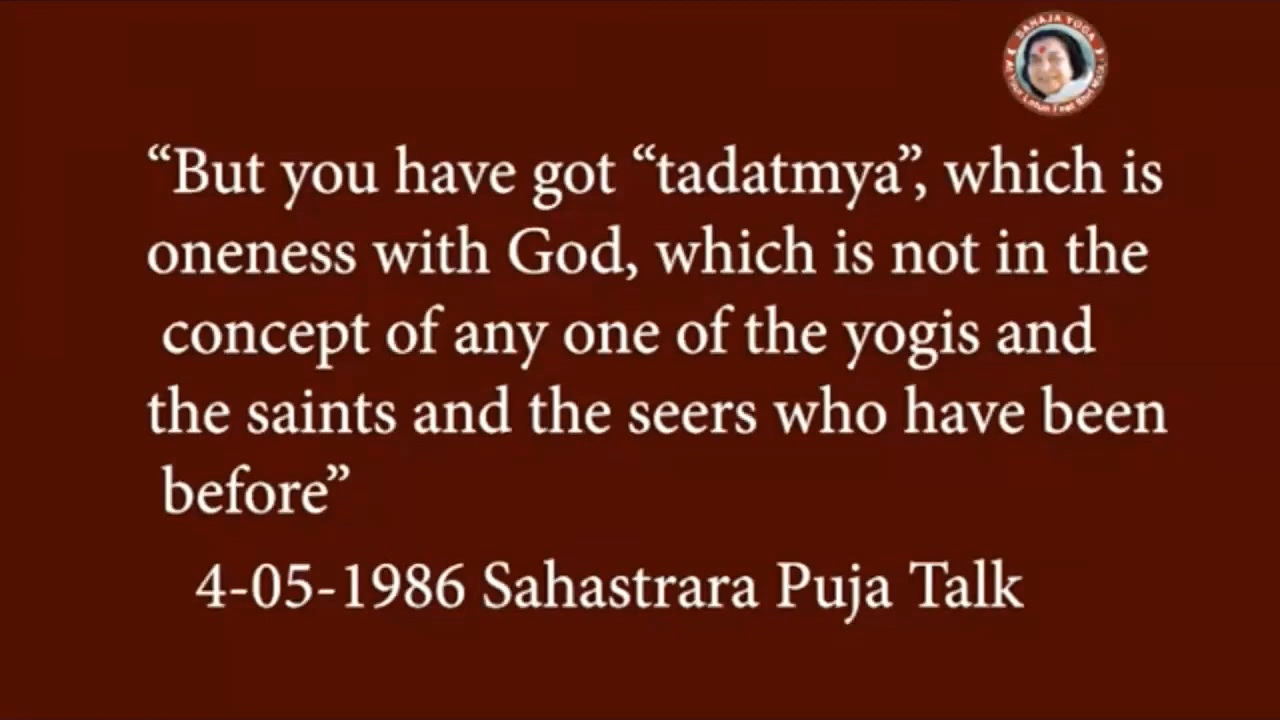 SAHAJA YOGA
“But you have got “tadatmya”, which is
oneness with God, which is not in the
concept of any one of the yogis and
the saints and the seers who have been
before”
4-05-1986 Sahastrara Puja Talk